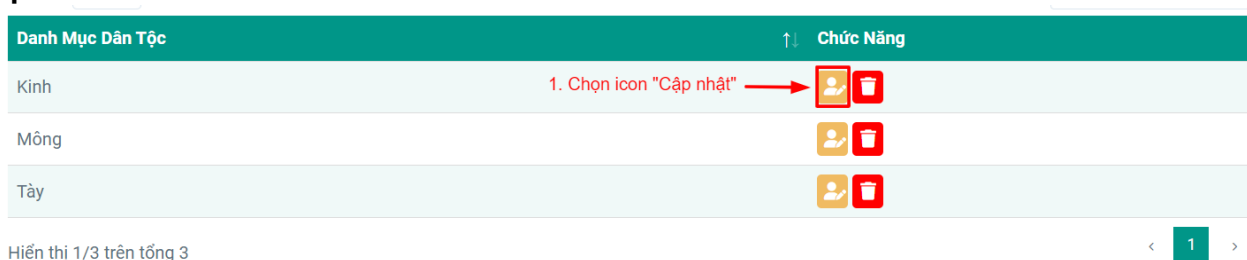 Danh Mục Dân Tộc ↑↓ Chức Năng
Kinh 1. Chọn icon "Cập nhật"
Mông
Tày
Hiển thị 1/3 trên tổng 3 ‹ 1 ›